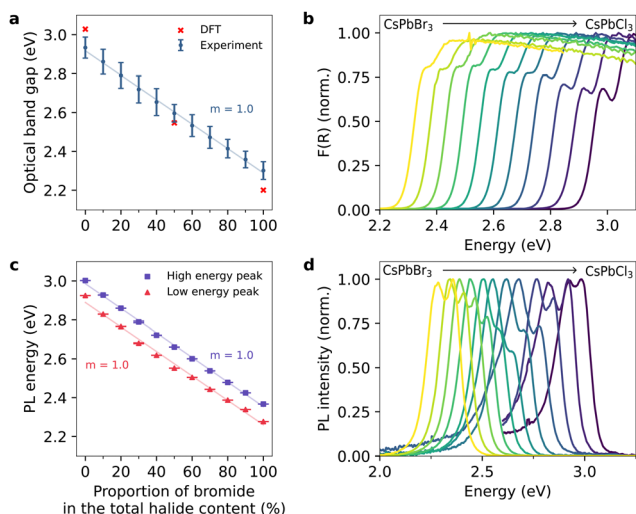 a
3.0
2.8
2.6
2.4
2.2
Optical band gap (eV)
DFT
Experiment
m = 1.0
0 20 40 60 80 100
b
CsPbBr₃ CsPbCl₃
1.00
0.75
0.50
0.25
0.00
F(R) (norm.)
2.2 2.4 2.6 2.8 3.0
Energy (eV)
c
3.0
2.8
2.6
2.4
2.2
PL energy (eV)
High energy peak
Low energy peak
m = 1.0
m = 1.0
0 20 40 60 80 100
Proportion of bromide
in the total halide content (%)
d
CsPbBr₃ CsPbCl₃
1.00
0.75
0.50
0.25
0.00
PL intensity (norm.)
2.0 2.5 3.0
Energy (eV)